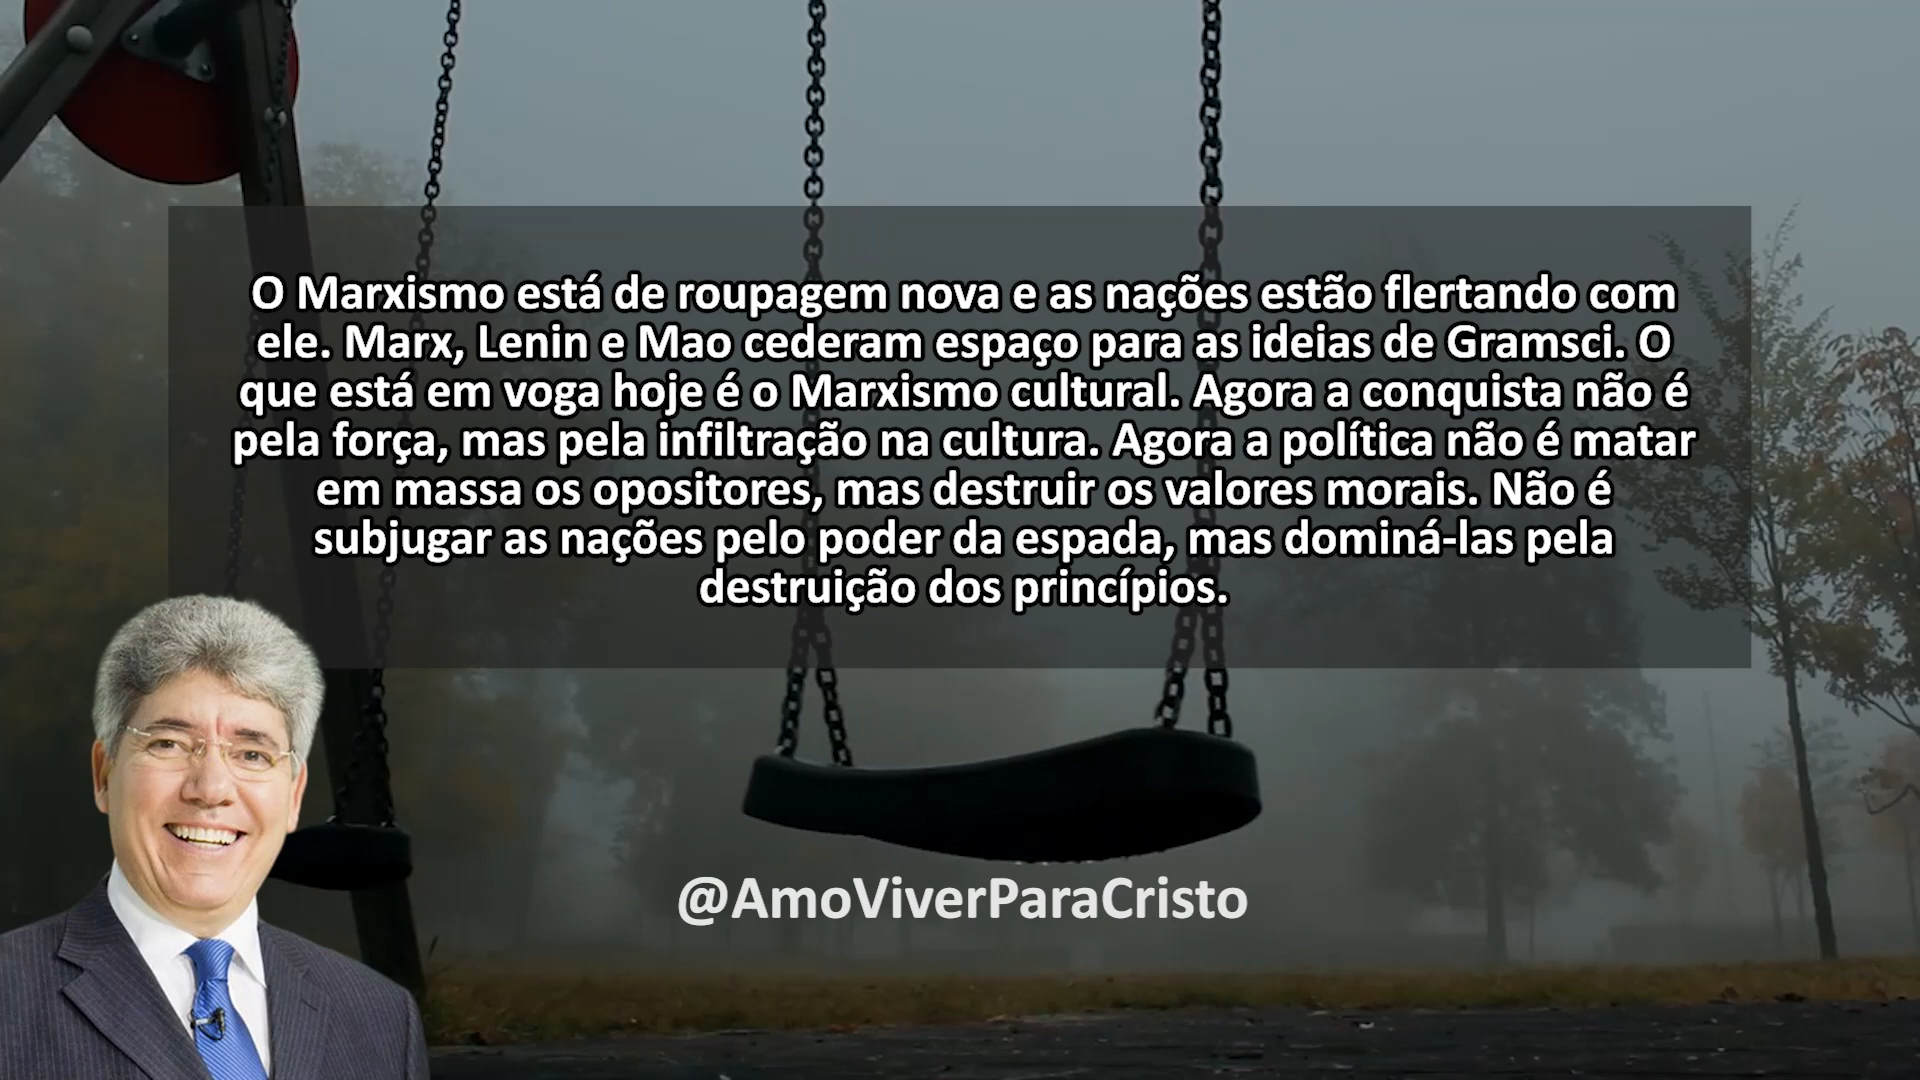 O Marxismo está de roupagem nova e as nações estão flertando com
ele. Marx, Lenin e Mao cederam espaço para as ideias de Gramsci. O
que está em voga hoje é o Marxismo cultural. Agora a conquista não é
pela força, mas pela infiltração na cultura. Agora a política não é matar
em massa os opositores, mas destruir os valores morais. Não é
subjugar as nações pelo poder da espada, mas dominá-las pela
destruição dos princípios.
@AmoViverParaCristo